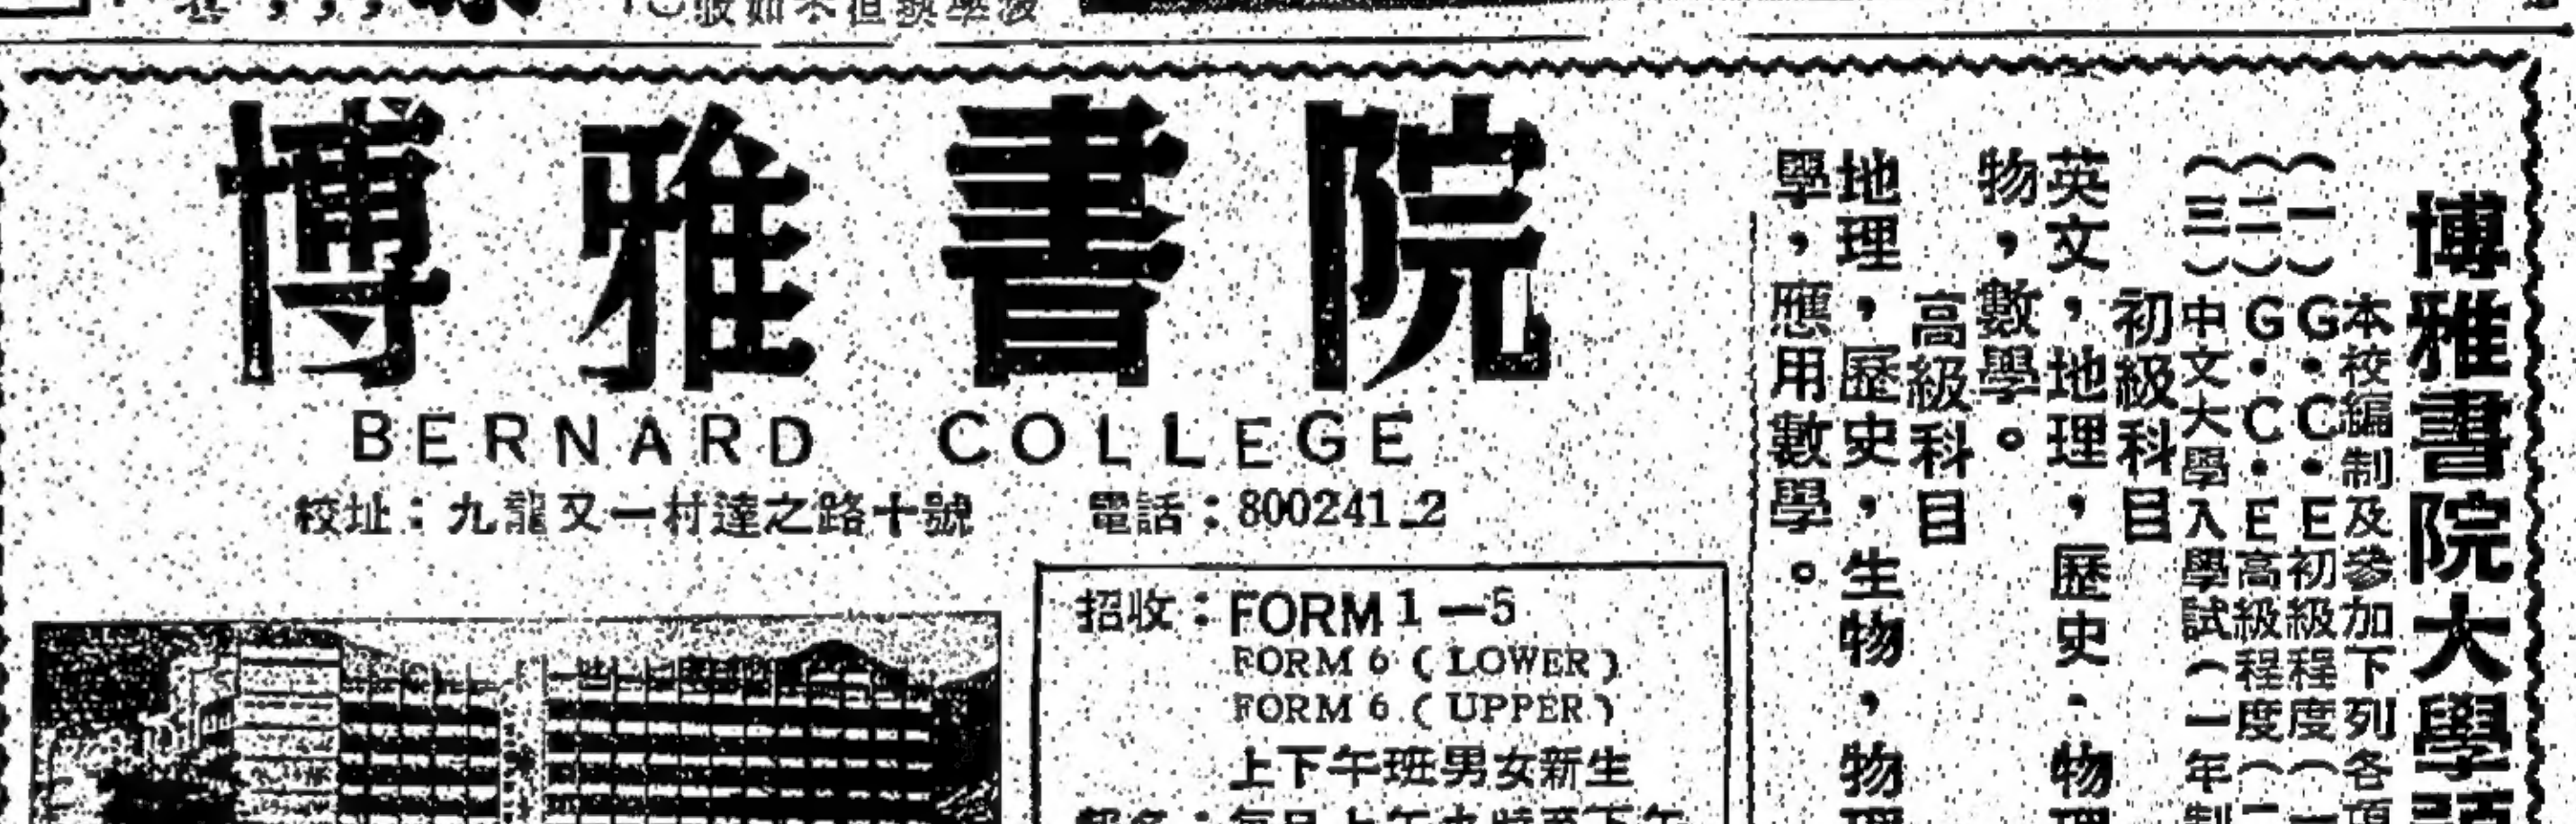 博雅書院
BERNARD COLLEGE
校址：九龍又一村達之路十號 電話：800241_2
招收：FORM 1—5
FORM 6 (LOWER)
FORM 6 (UPPER)
上下午班男女新生
博雅書院大學
本校編制及參加下列各項
(一)G·C·E初級程度(一
(二)G·C·E高級程度(二
(三)中文大學入學試(一年制
初級科目
英文，地理，歷史．物理
物，數學。
高級科目
地理，歷史，生物，物理
學，應用數學。